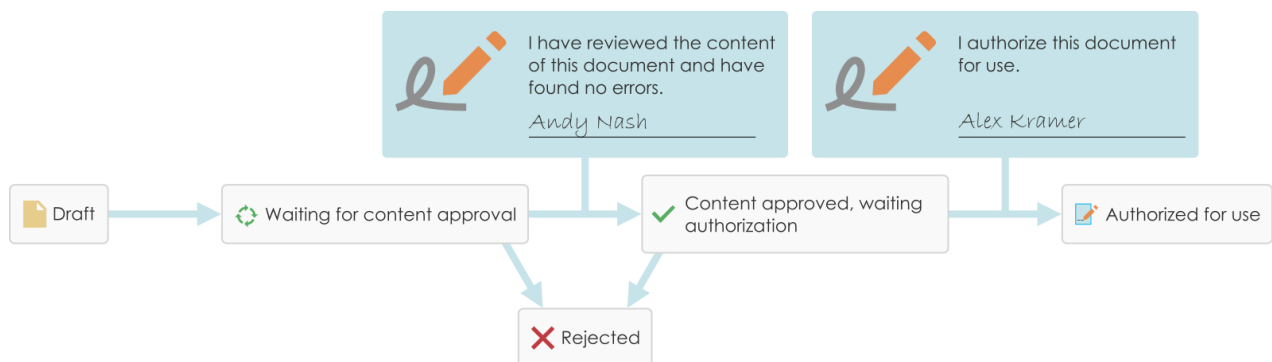 I have reviewed the content
of this document and have
found no errors.
Andy Nash
I authorize this document
for use.
Alex Kramer
Draft
Waiting for content approval
Content approved, waiting
authorization
Authorized for use
Rejected